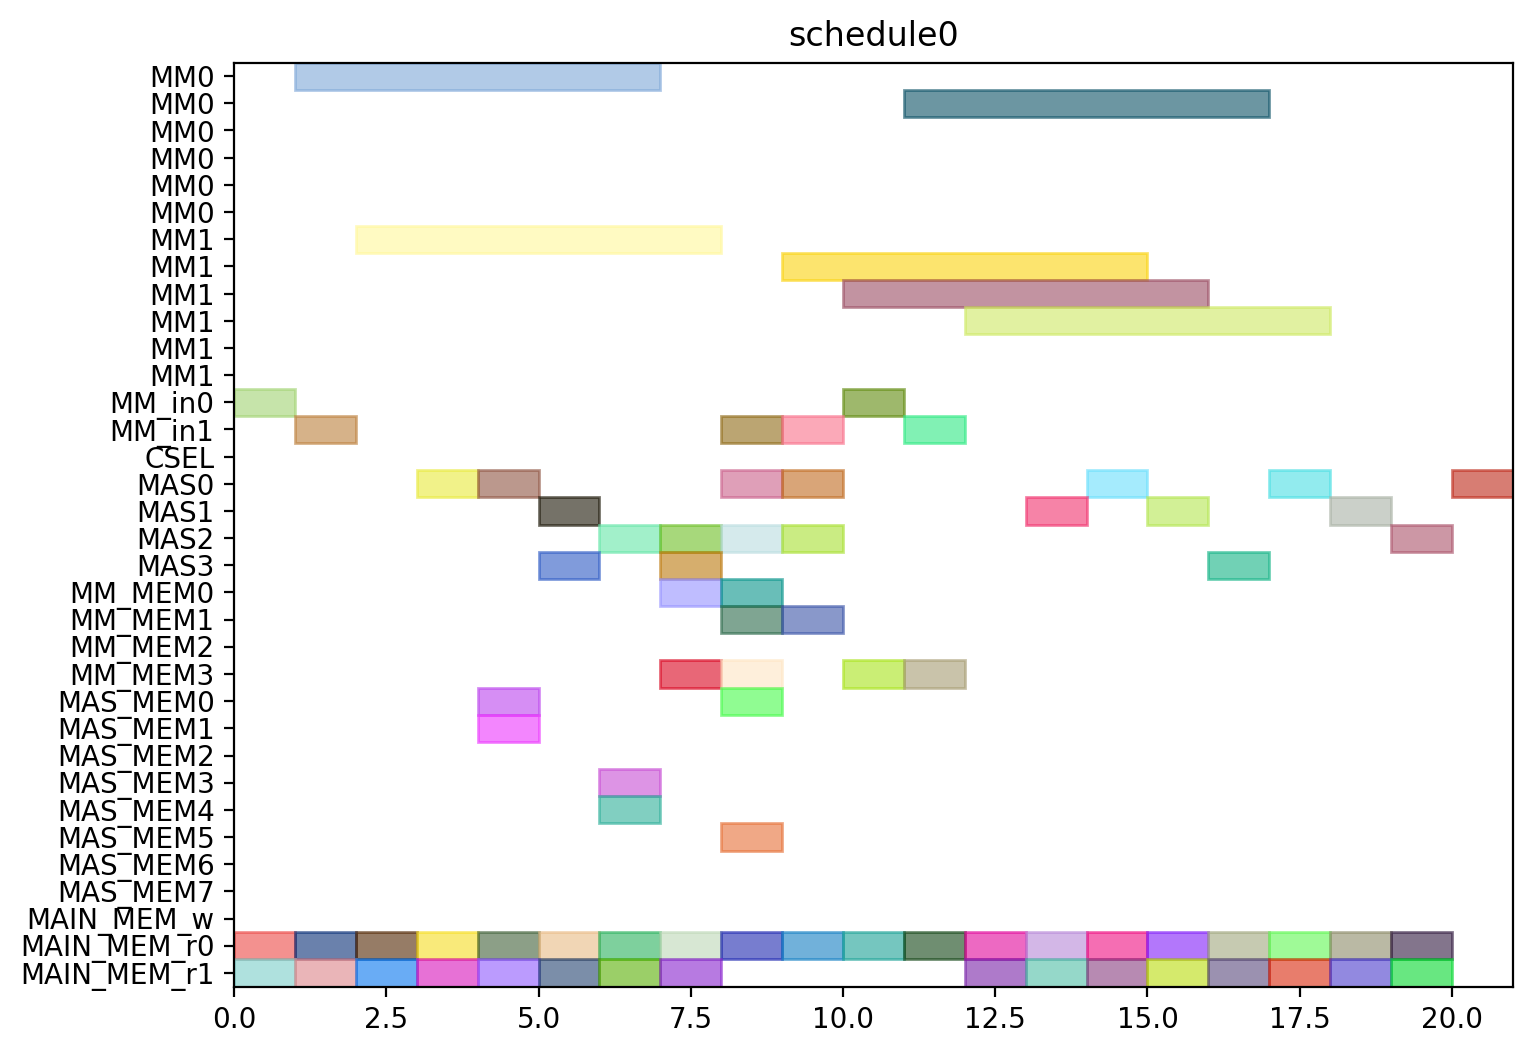 schedule0
MM0
MM0
MM0
MM0
MM0
MM0
MM1
MM1
MM1
MM1
MM1
MM1
MM_in0
MM_in1
CSEL
MAS0
MAS1
MAS2
MAS3
MM_MEM0
MM_MEM1
MM_MEM2
MM_MEM3
MAS_MEM0
MAS_MEM1
MAS_MEM2
MAS_MEM3
MAS_MEM4
MAS_MEM5
MAS_MEM6
MAS_MEM7
MAIN_MEM_w
MAIN_MEM_r0
MAIN_MEM_r1
0.0 2.5 5.0 7.5 10.0 12.5 15.0 17.5 20.0